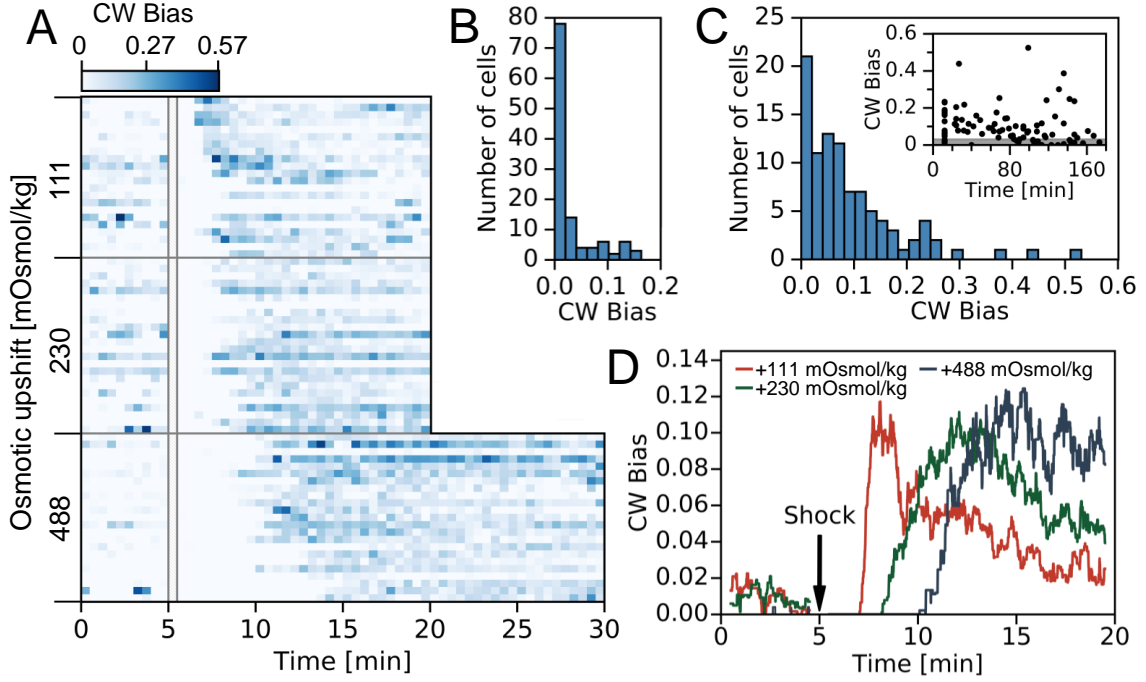 A
CW Bias
0 0.27 0.57
Osmotic upshift [mOsmol/kg]
111
230
488
0 5 10 15 20 25 30
Time [min]
B
Number of cells
80
70
60
50
40
30
20
10
0
0.0 0.2
CW Bias
C
Number of cells
25
20
15
10
5
0
0.0 0.1 0.2 0.3 0.4 0.5 0.6
CW Bias
CW Bias
0.6
0.4
0.2
0
0 80 160
Time [min]
D
CW Bias
0.14
0.12
0.10
0.08
0.06
0.04
0.02
0.00
+111 mOsmol/kg
+230 mOsmol/kg
+488 mOsmol/kg
Shock
0 5 10 15 20
Time [min]